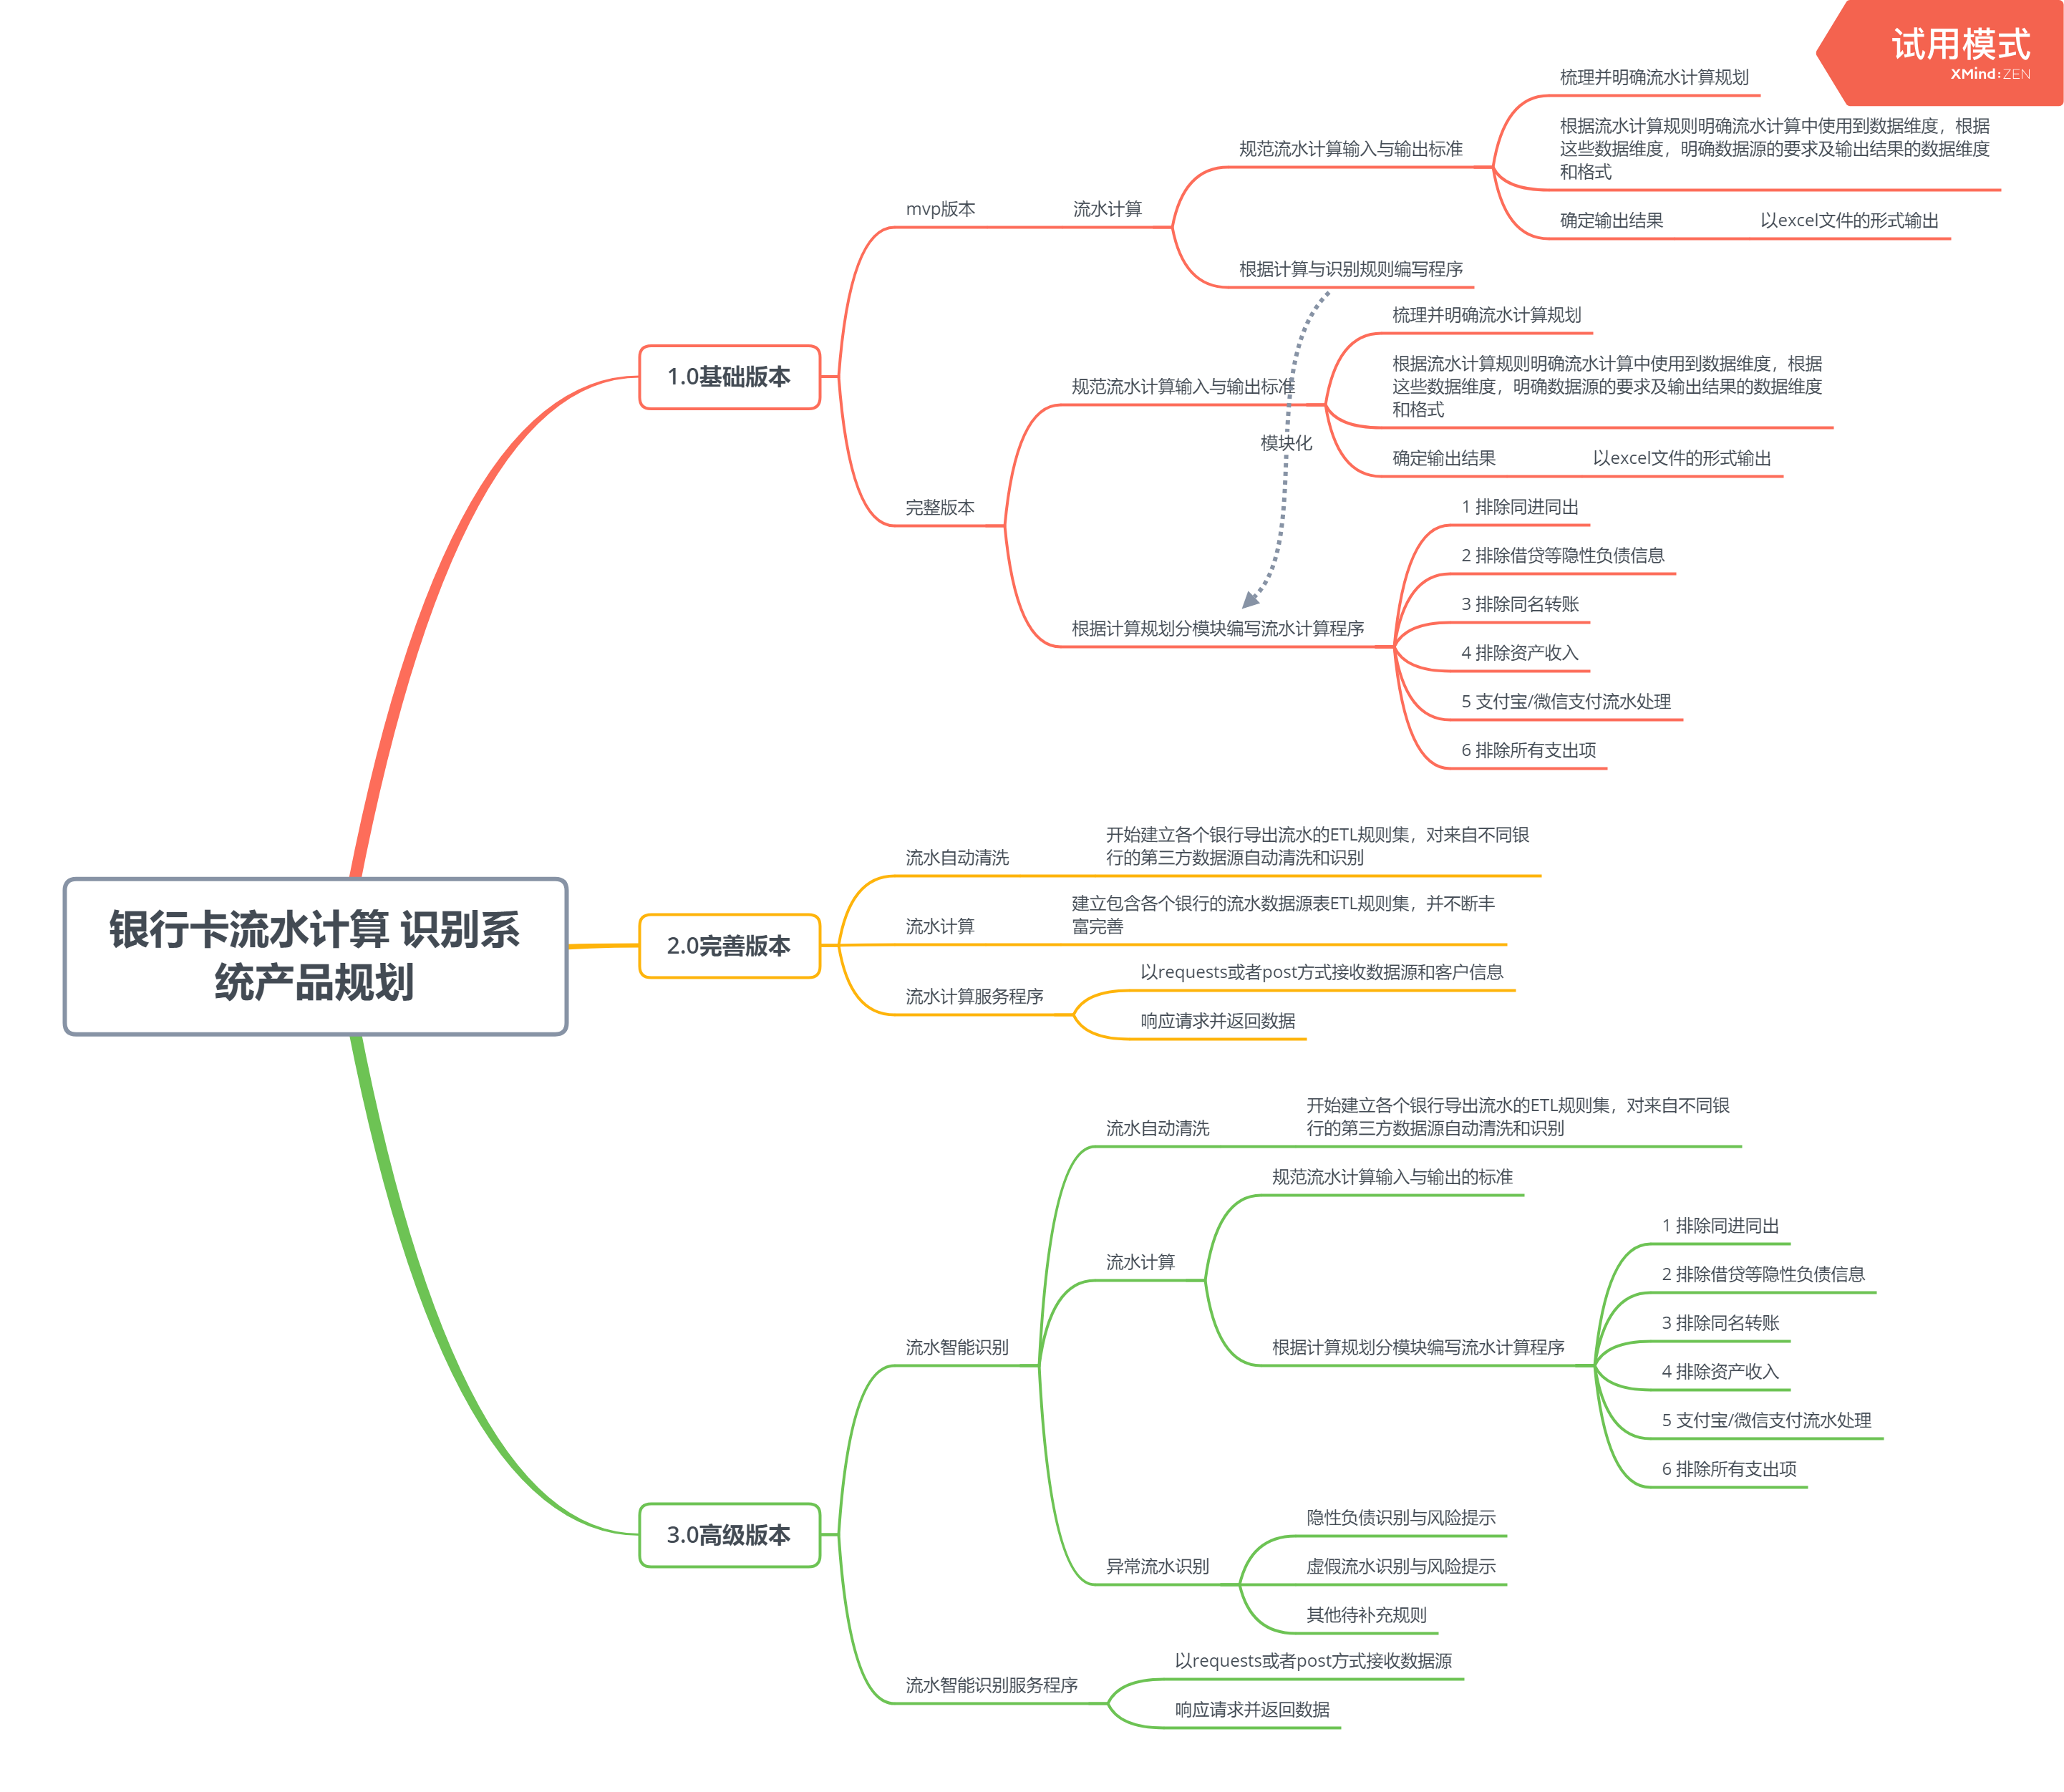 试用模式
XMind:ZEN
银行卡流水计算 识别系
统产品规划
1.0基础版本
mvp版本
流水计算
规范流水计算输入与输出标准
梳理并明确流水计算规划
根据流水计算规则明确流水计算中使用到数据维度，根据
这些数据维度，明确数据源的要求及输出结果的数据维度
和格式
确定输出结果
以excel文件的形式输出
根据计算与识别规则编写程序
模块化
完整版本
规范流水计算输入与输出标准
梳理并明确流水计算规划
根据流水计算规则明确流水计算中使用到数据维度，根据
这些数据维度，明确数据源的要求及输出结果的数据维度
和格式
确定输出结果
以excel文件的形式输出
根据计算规划分模块编写流水计算程序
1 排除同进同出
2 排除借贷等隐性负债信息
3 排除同名转账
4 排除资产收入
5 支付宝/微信支付流水处理
6 排除所有支出项
2.0完善版本
流水自动清洗
开始建立各个银行导出流水的ETL规则集，对来自不同银
行的第三方数据源自动清洗和识别
流水计算
建立包含各个银行的流水数据源表ETL规则集，并不断丰
富完善
流水计算服务程序
以requests或者post方式接收数据源和客户信息
响应请求并返回数据
3.0高级版本
流水智能识别
流水自动清洗
开始建立各个银行导出流水的ETL规则集，对来自不同银
行的第三方数据源自动清洗和识别
流水计算
规范流水计算输入与输出的标准
根据计算规划分模块编写流水计算程序
1 排除同进同出
2 排除借贷等隐性负债信息
3 排除同名转账
4 排除资产收入
5 支付宝/微信支付流水处理
6 排除所有支出项
异常流水识别
隐性负债识别与风险提示
虚假流水识别与风险提示
其他待补充规则
流水智能识别服务程序
以requests或者post方式接收数据源
响应请求并返回数据